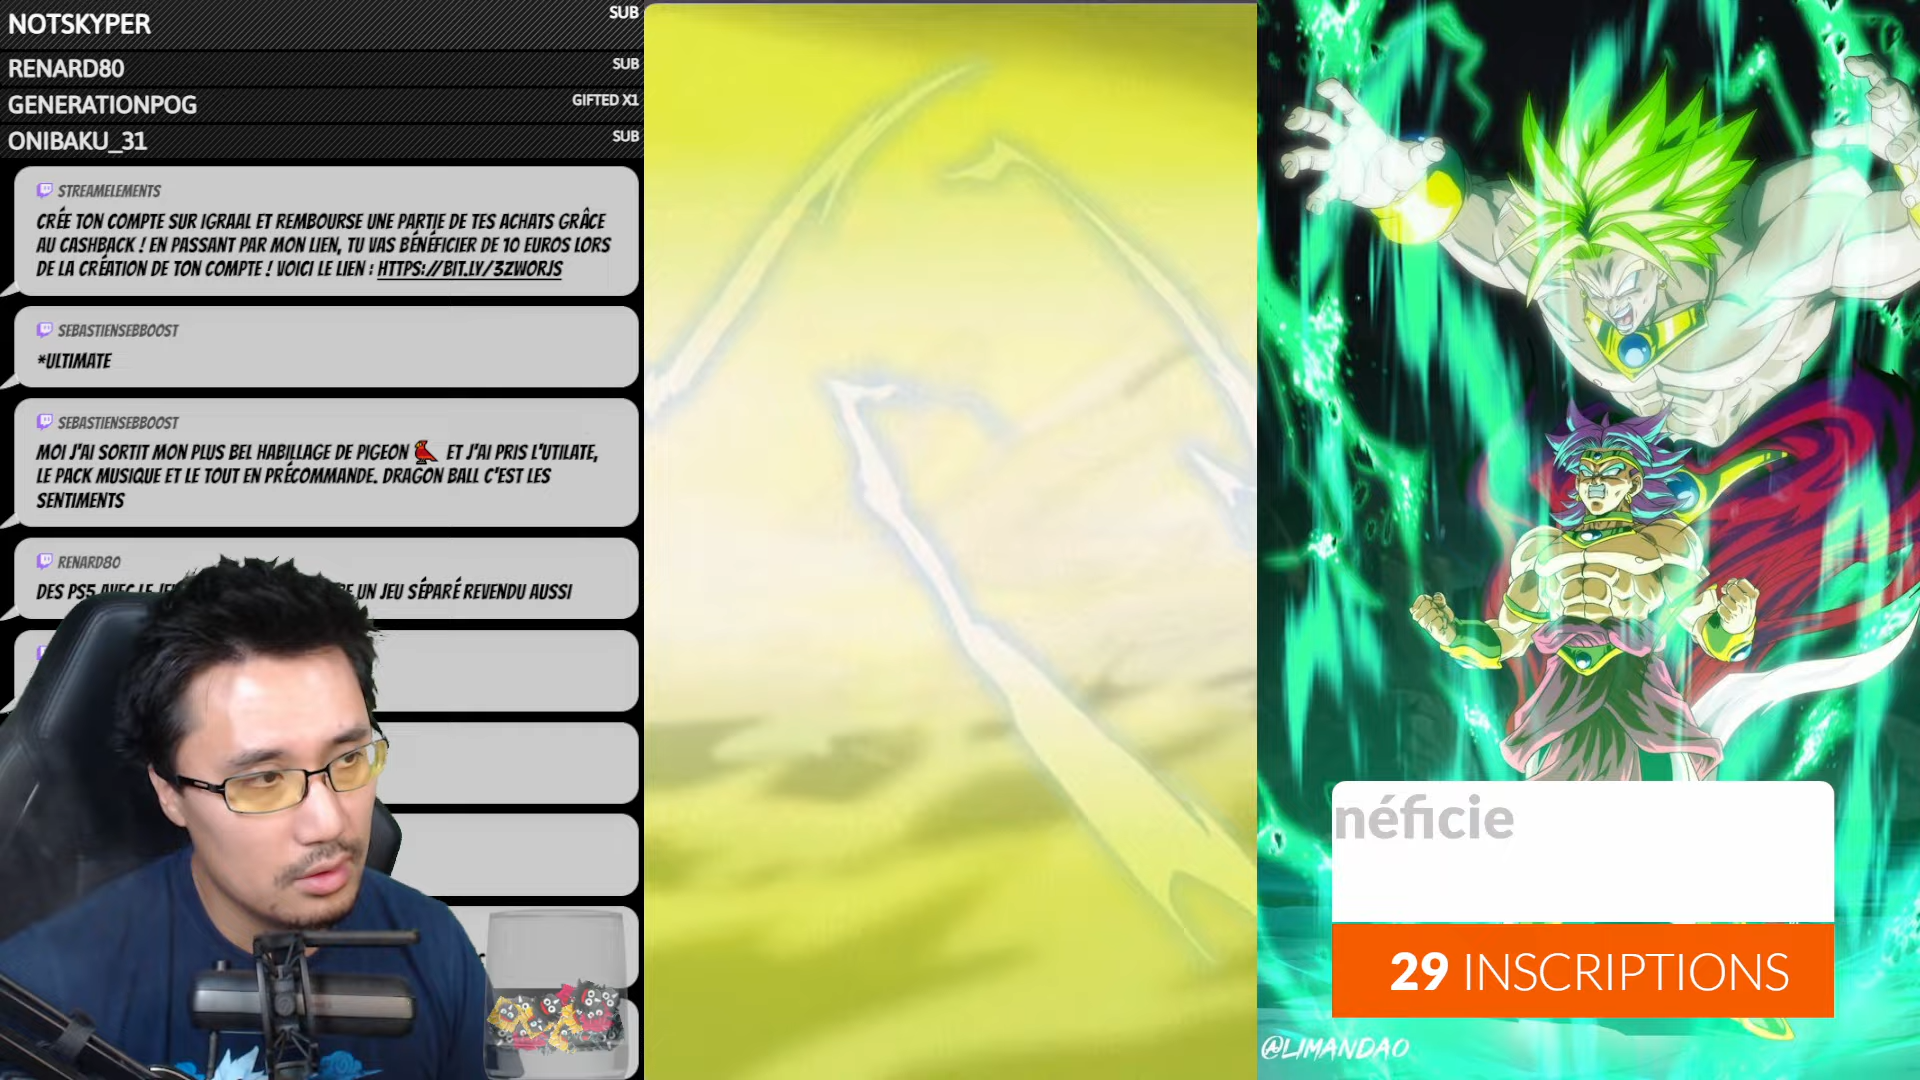 NOTSKYPER SUB
RENARD80 SUB
GENERATIONPOG GIFTED X1
ONIBAKU_31 SUB
STREAMELEMENTS
CRÉE TON COMPTE SUR IGRAAL ET REMBOURSE UNE PARTIE DE TES ACHATS GRÂCE
AU CASHBACK ! EN PASSANT PAR MON LIEN, TU VAS BÉNÉFICIER DE 10 EUROS LORS
DE LA CRÉATION DE TON COMPTE ! VOICI LE LIEN : HTTPS://BIT.LY/3ZWORJS
SEBASTIENSEBBOOST
*ULTIMATE
SEBASTIENSEBBOOST
MOI J'AI SORTIT MON PLUS BEL HABILLAGE DE PIGEON ET J'AI PRIS L'UTILATE,
LE PACK MUSIQUE ET LE TOUT EN PRÉCOMMANDE. DRAGON BALL C'EST LES
SENTIMENTS
RENARD80
DES PS5 AVEC LE UN JEU SÉPARÉ REVENDU AUSSI
néficie
29 INSCRIPTIONS
@LIMANDAO